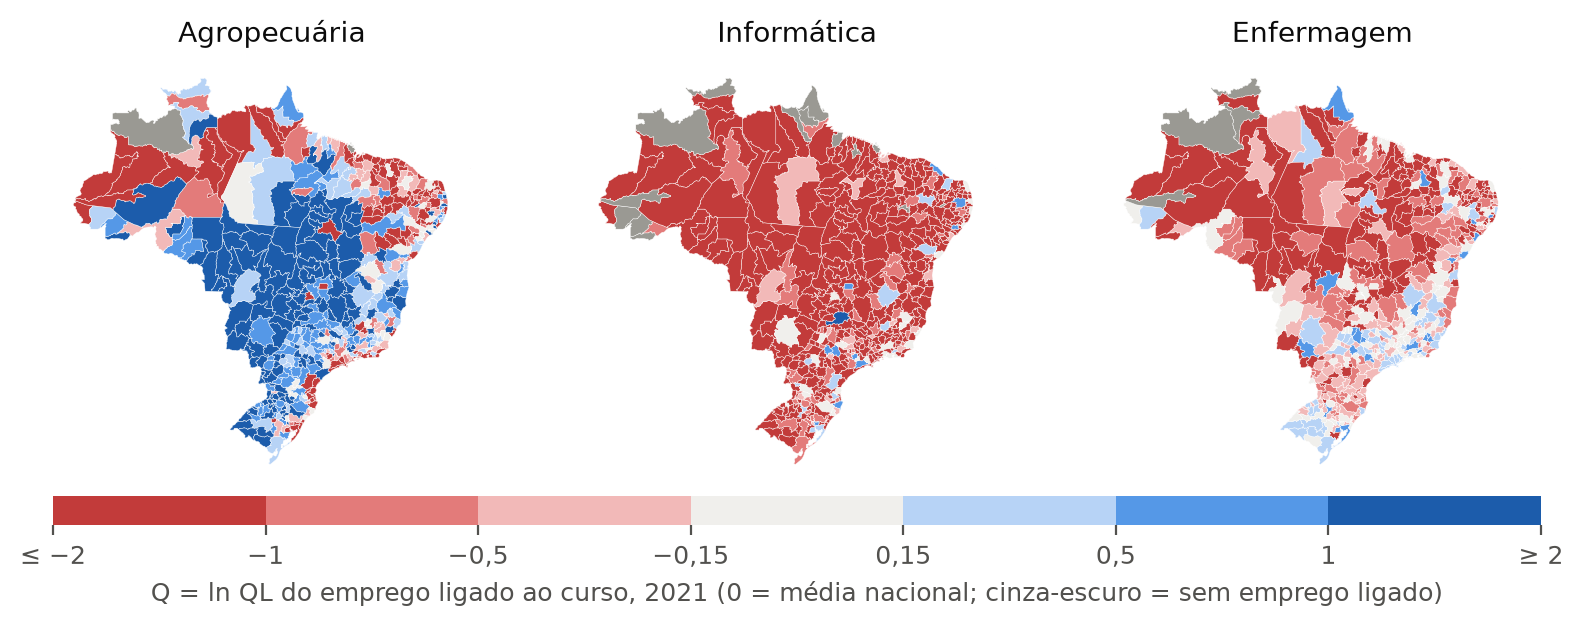 Agropecuária
Informática
Enfermagem
≤ −2
−1
−0,5
−0,15
0,15
0,5
1
≥ 2
Q = ln QL do emprego ligado ao curso, 2021 (0 = média nacional; cinza-escuro = sem emprego ligado)